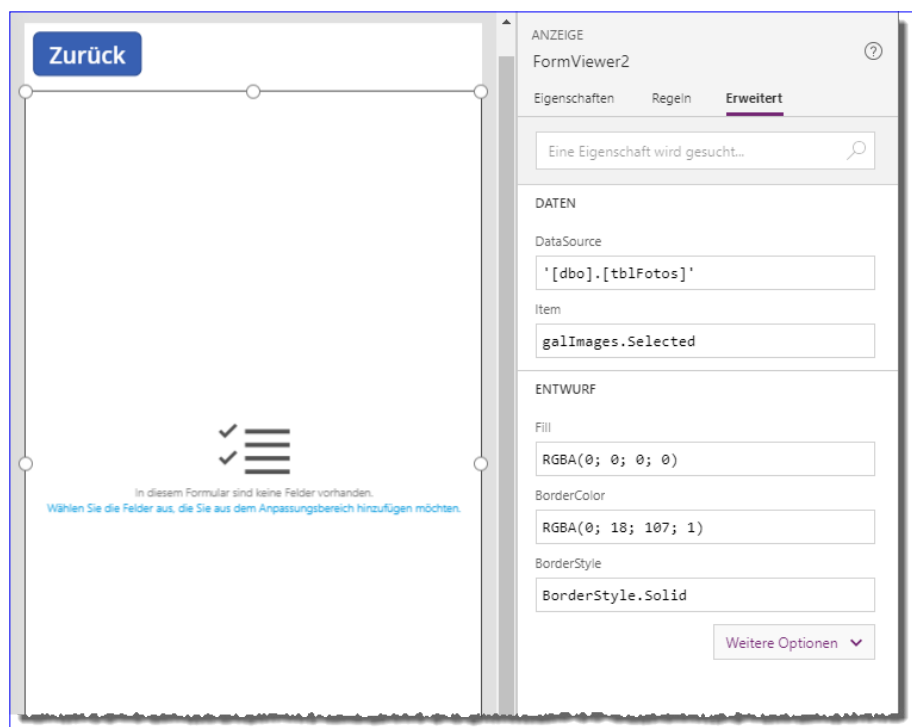 Zurück
In diesem Formular sind keine Felder vorhanden.
Wählen Sie die Felder aus, die Sie aus dem Anpassungsbereich hinzufügen möchten.
ANZEIGE
FormViewer2
Eigenschaften Regeln Erweitert
Eine Eigenschaft wird gesucht...
DATEN
DataSource
'[dbo].[tblFotos]'
Item
galImages.Selected
ENTWURF
Fill
RGBA(0; 0; 0; 0)
BorderColor
RGBA(0; 18; 107; 1)
BorderStyle
BorderStyle.Solid
Weitere Optionen